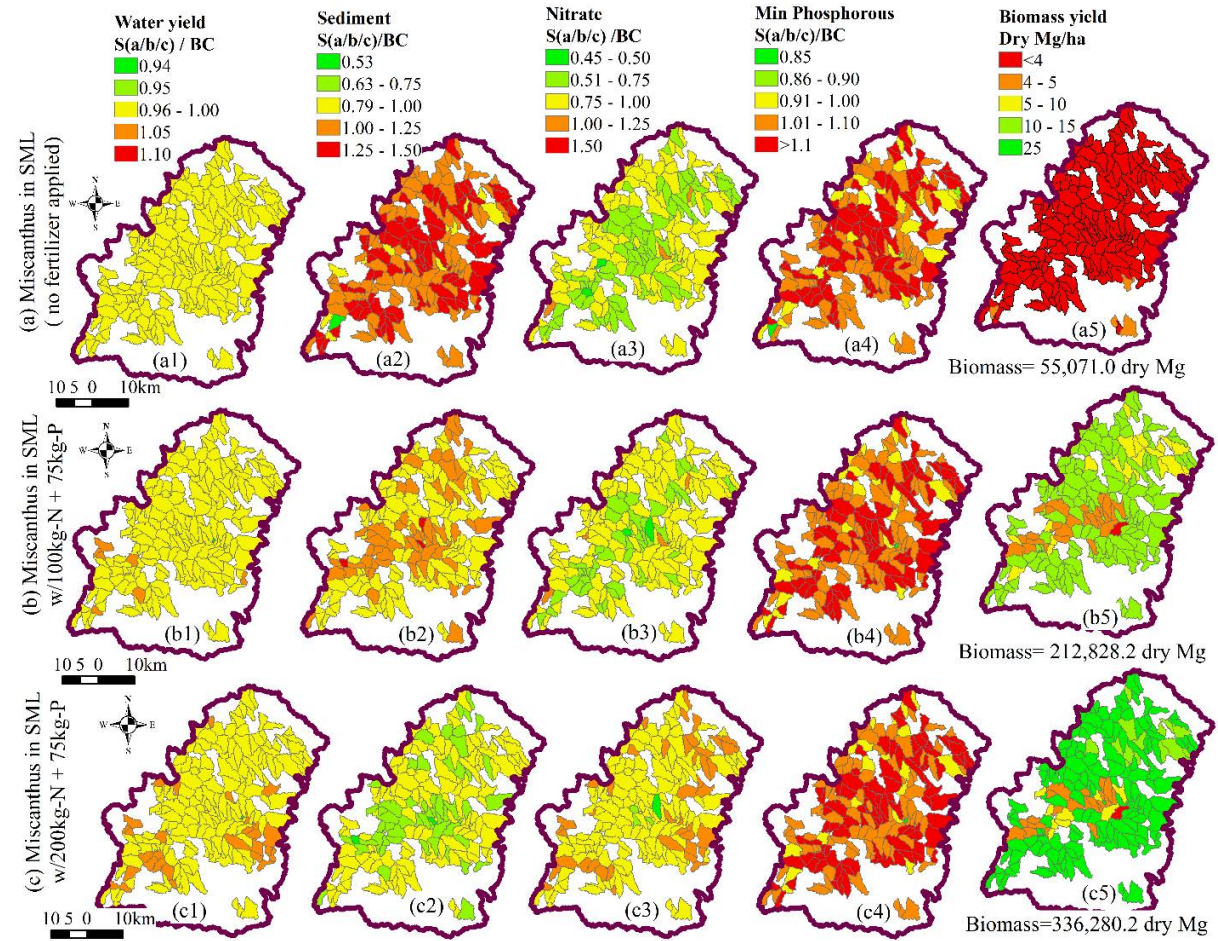 Water yield
S(a/b/c) / BC
0.94
0.95
0.96 - 1.00
1.05
1.10
Sediment
S(a/b/c)/BC
0.53
0.63 - 0.75
0.79 - 1.00
1.00 - 1.25
1.25 - 1.50
Nitrate
S(a/b/c) /BC
0.45 - 0.50
0.51 - 0.75
0.75 - 1.00
1.00 - 1.25
1.50
Min Phosphorous
S(a/b/c)/BC
0.85
0.86 - 0.90
0.91 - 1.00
1.01 - 1.10
>1.1
Biomass yield
Dry Mg/ha
<4
4 - 5
5 - 10
10 - 15
25
(a) Miscanthus in SML
( no fertilizer applied)
N
W E
S
(a1)
(a2)
(a3)
(a4)
(a5)
10 5 0 10km
Biomass= 55,071.0 dry Mg
(b) Miscanthus in SML
w/100kg-N + 75kg-P
N
W E
S
(b1)
(b2)
(b3)
(b4)
(b5)
10 5 0 10km
Biomass= 212,828.2 dry Mg
(c) Miscanthus in SML
w/200kg-N + 75kg-P
N
W E
S
(c1)
(c2)
(c3)
(c4)
(c5)
10 5 0 10km
Biomass=336,280.2 dry Mg